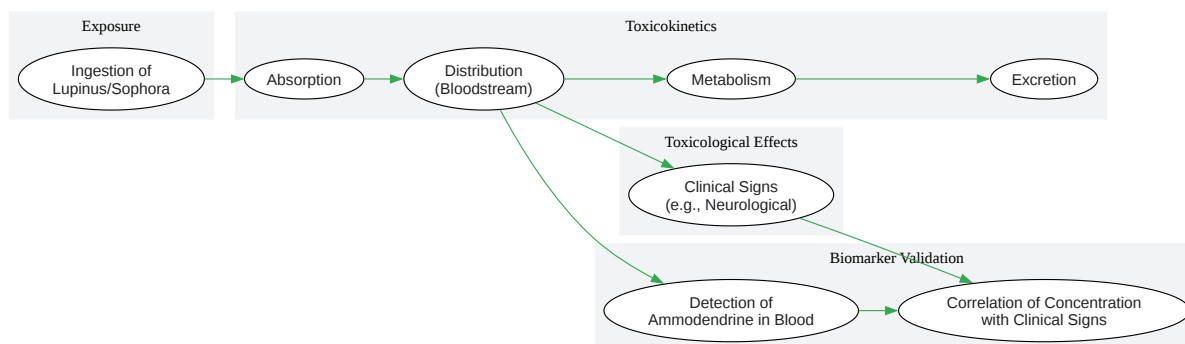 Exposure
Ingestion of
Lupinus/Sophora
Toxicokinetics
Absorption
Distribution
(Bloodstream)
Metabolism
Excretion
Toxicological Effects
Clinical Signs
(e.g., Neurological)
Biomarker Validation
Detection of
Ammodendrine in Blood
Correlation of Concentration
with Clinical Signs